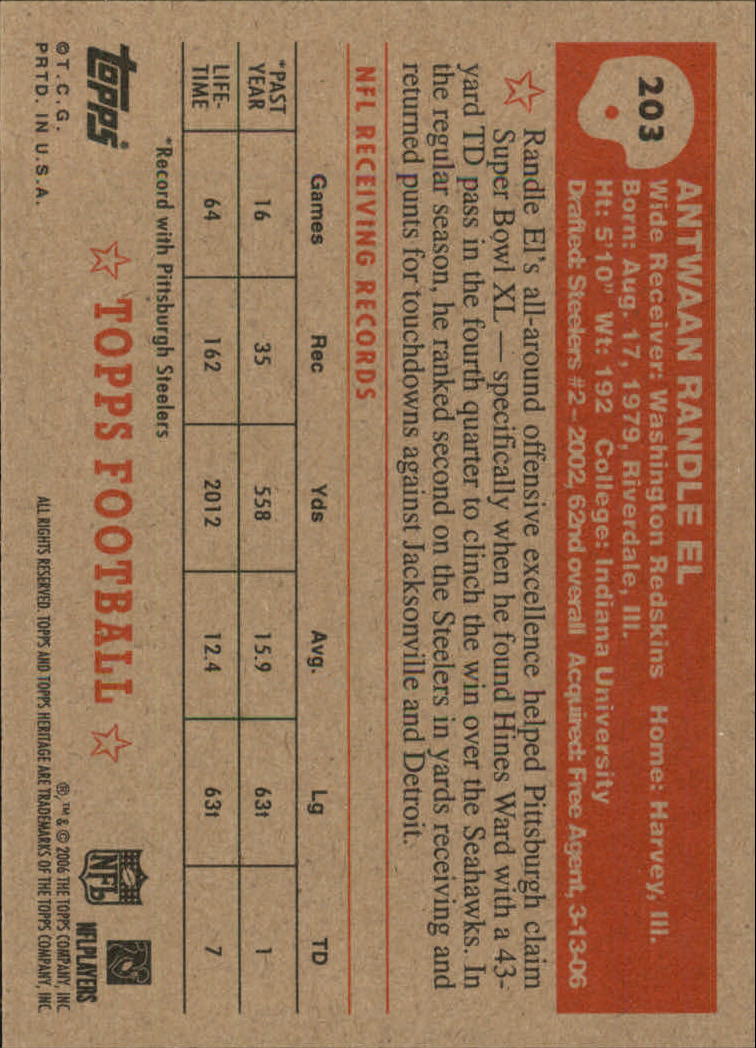 203
ANTWAAN RANDLE EL
Wide Receiver: Washington Redskins Home: Harvey, Ill.
Born: Aug. 17, 1979, Riverdale, Ill.
Ht: 5'10" Wt: 192 College: Indiana University
Drafted: Steelers #2 – 2002, 62nd overall Acquired: Free Agent, 3-13-06
Randle El's all-around offensive excellence helped Pittsburgh claim
Super Bowl XL — specifically when he found Hines Ward with a 43-
yard TD pass in the fourth quarter to clinch the win over the Seahawks. In
the regular season, he ranked second on the Steelers in yards receiving and
returned punts for touchdowns against Jacksonville and Detroit.
NFL RECEIVING RECORDS
Games Rec Yds Avg. Lg TD
*PAST
YEAR 16 35 558 15.9 63t 1
LIFE-
TIME 64 162 2012 12.4 63t 7
*Record with Pittsburgh Steelers
topps®
TOPPS FOOTBALL
NFL
NFLPLAYERS
©T.C.G.
PRTD. IN U.S.A.
®, ™ & © 2006 THE TOPPS COMPANY, INC
ALL RIGHTS RESERVED. TOPPS AND TOPPS HERITAGE ARE TRADEMARKS OF THE TOPPS COMPANY, INC